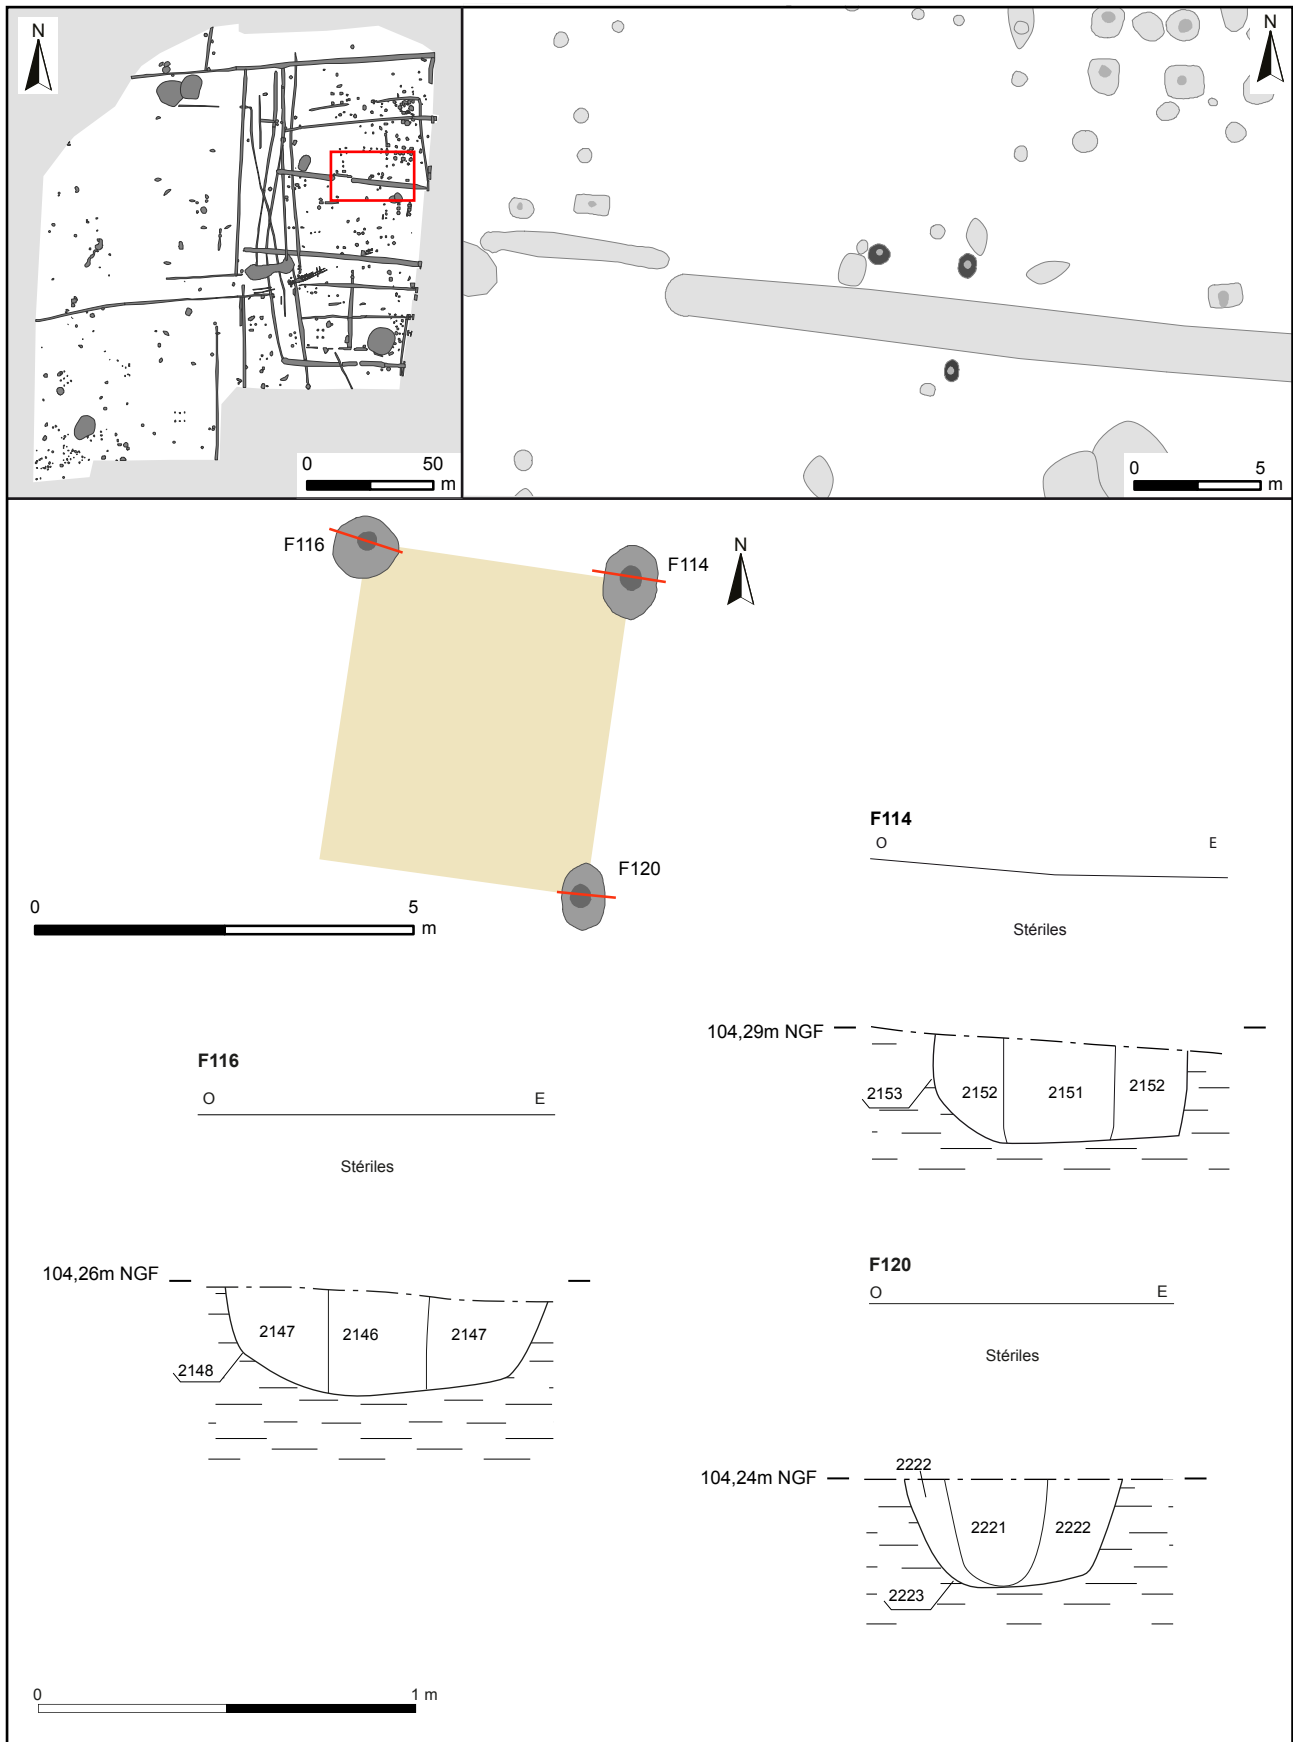 N
0 50
m
N
0 5
m
F116
F114
N
F120
0 5
m
F114
O E
Stériles
104,29m NGF
2153 2152 2151 2152
F116
O E
Stériles
104,26m NGF
2147 2146 2147
2148
F120
O E
Stériles
2222
104,24m NGF
2221 2222
2223
0 1 m